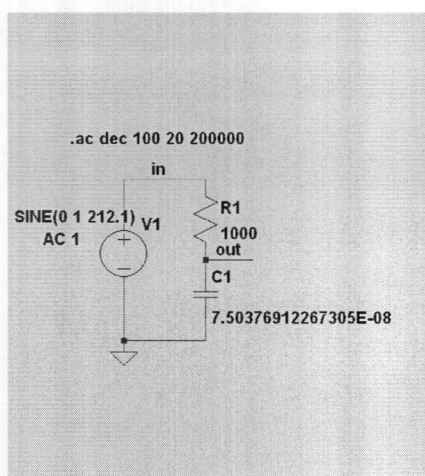 .ac dec 100 20 200000
in
SINE(0 1 212.1)
AC 1
V1
R1
1000
out
C1
7.50376912267305E-08